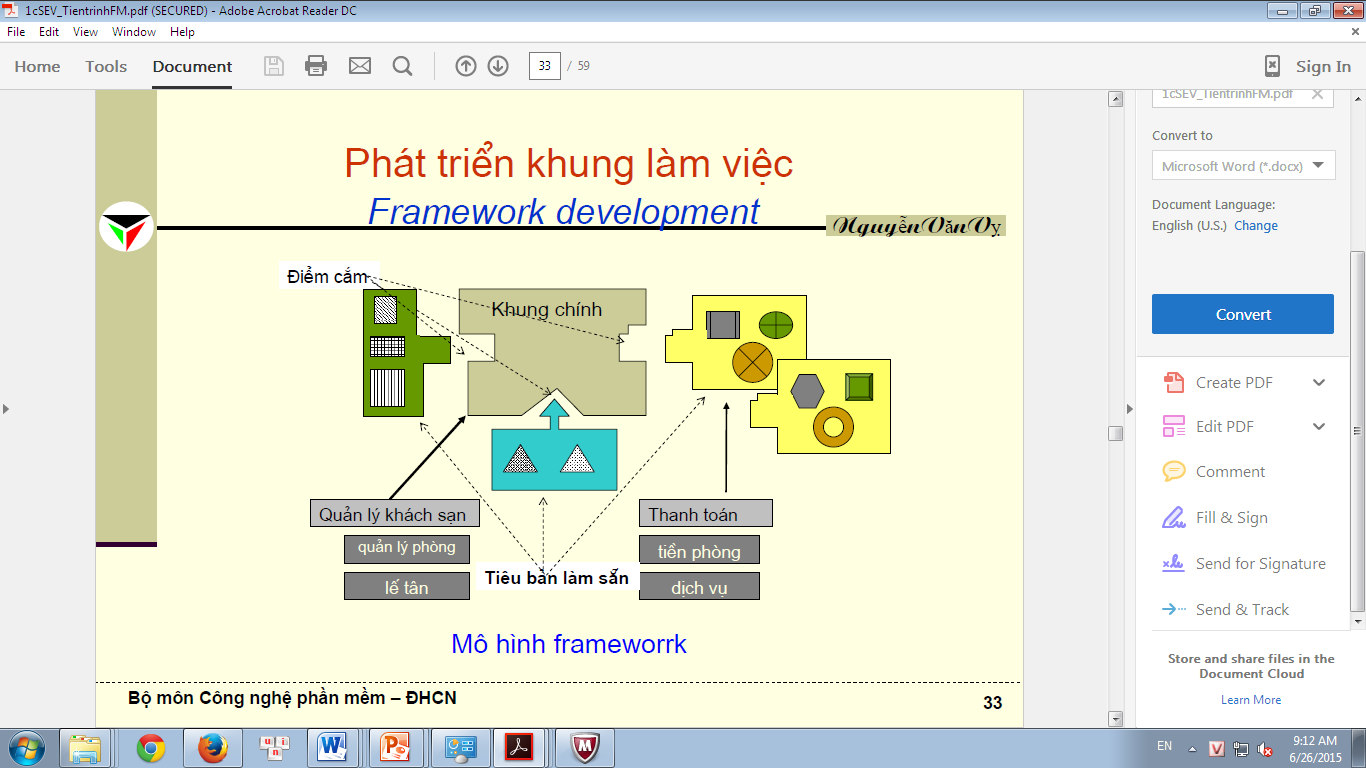 1cSEV_TientrinhFM.pdf (SECURED) - Adobe Acrobat Reader DC
File Edit View Window Help
Home Tools Document 33 / 59 Sign In
Phát triển khung làm việc
Framework development
NguyễnVănVỵ
Điểm cắm
Khung chính
Quản lý khách sạn
quản lý phòng
lế tân
Tiêu bản làm sẵn
Thanh toán
tiền phòng
dịch vụ
Mô hình frameworrk
Bộ môn Công nghệ phần mềm – ĐHCN
33
1cSEV_TientrinhFM.pdf
Convert to
Microsoft Word (*.docx)
Document Language:
English (U.S.) Change
Convert
Create PDF
Edit PDF
Comment
Fill & Sign
Send for Signature
Send & Track
Store and share files in the
Document Cloud
Learn More
EN
9:12 AM
6/26/2015